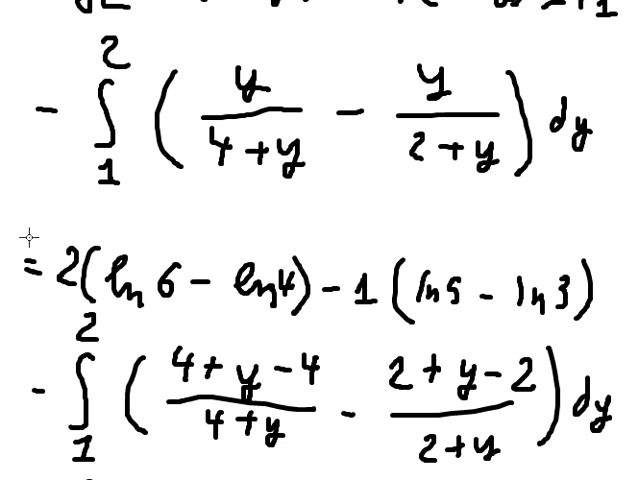 - ∫₁² ( y/(4+y) - y/(2+y) ) dy
= 2(ln 6 - ln 4) - 1 (ln 5 - ln 3)
- ∫₁² ( (4+y-4)/(4+y) - (2+y-2)/(2+y) ) dy